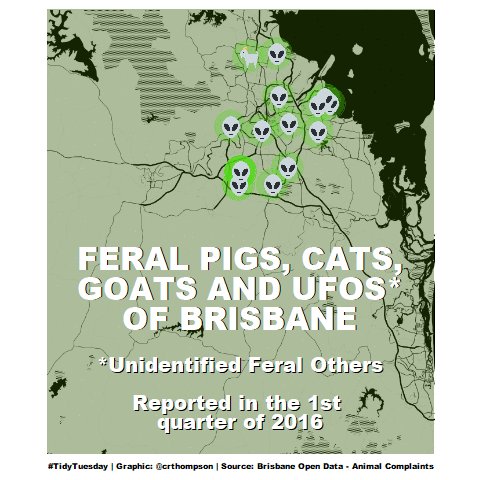 FERAL PIGS, CATS,
GOATS AND UFOS*
OF BRISBANE
*Unidentified Feral Others
Reported in the 1st
quarter of 2016
#TidyTuesday | Graphic: @crthompson | Source: Brisbane Open Data - Animal Complaints